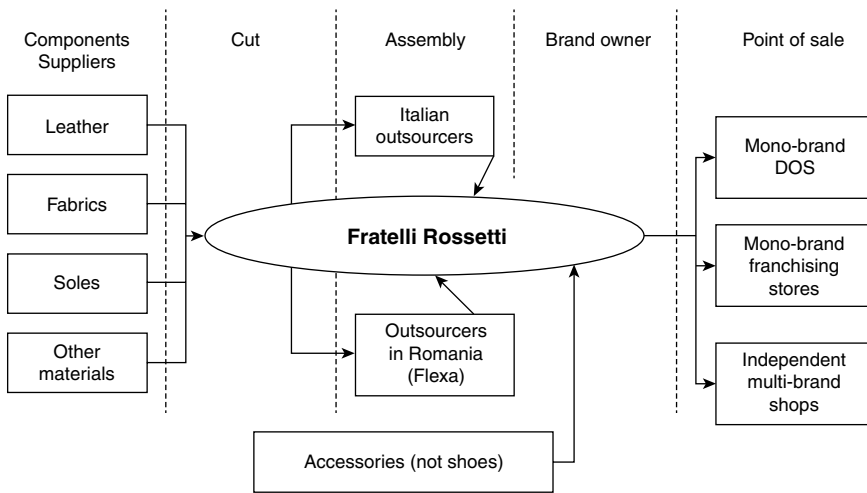 Components
Suppliers
Cut
Assembly
Brand owner
Point of sale
Leather
Fabrics
Soles
Other
materials
Italian
outsourcers
Fratelli Rossetti
Outsourcers
in Romania
(Flexa)
Accessories (not shoes)
Mono-brand
DOS
Mono-brand
franchising
stores
Independent
multi-brand
shops